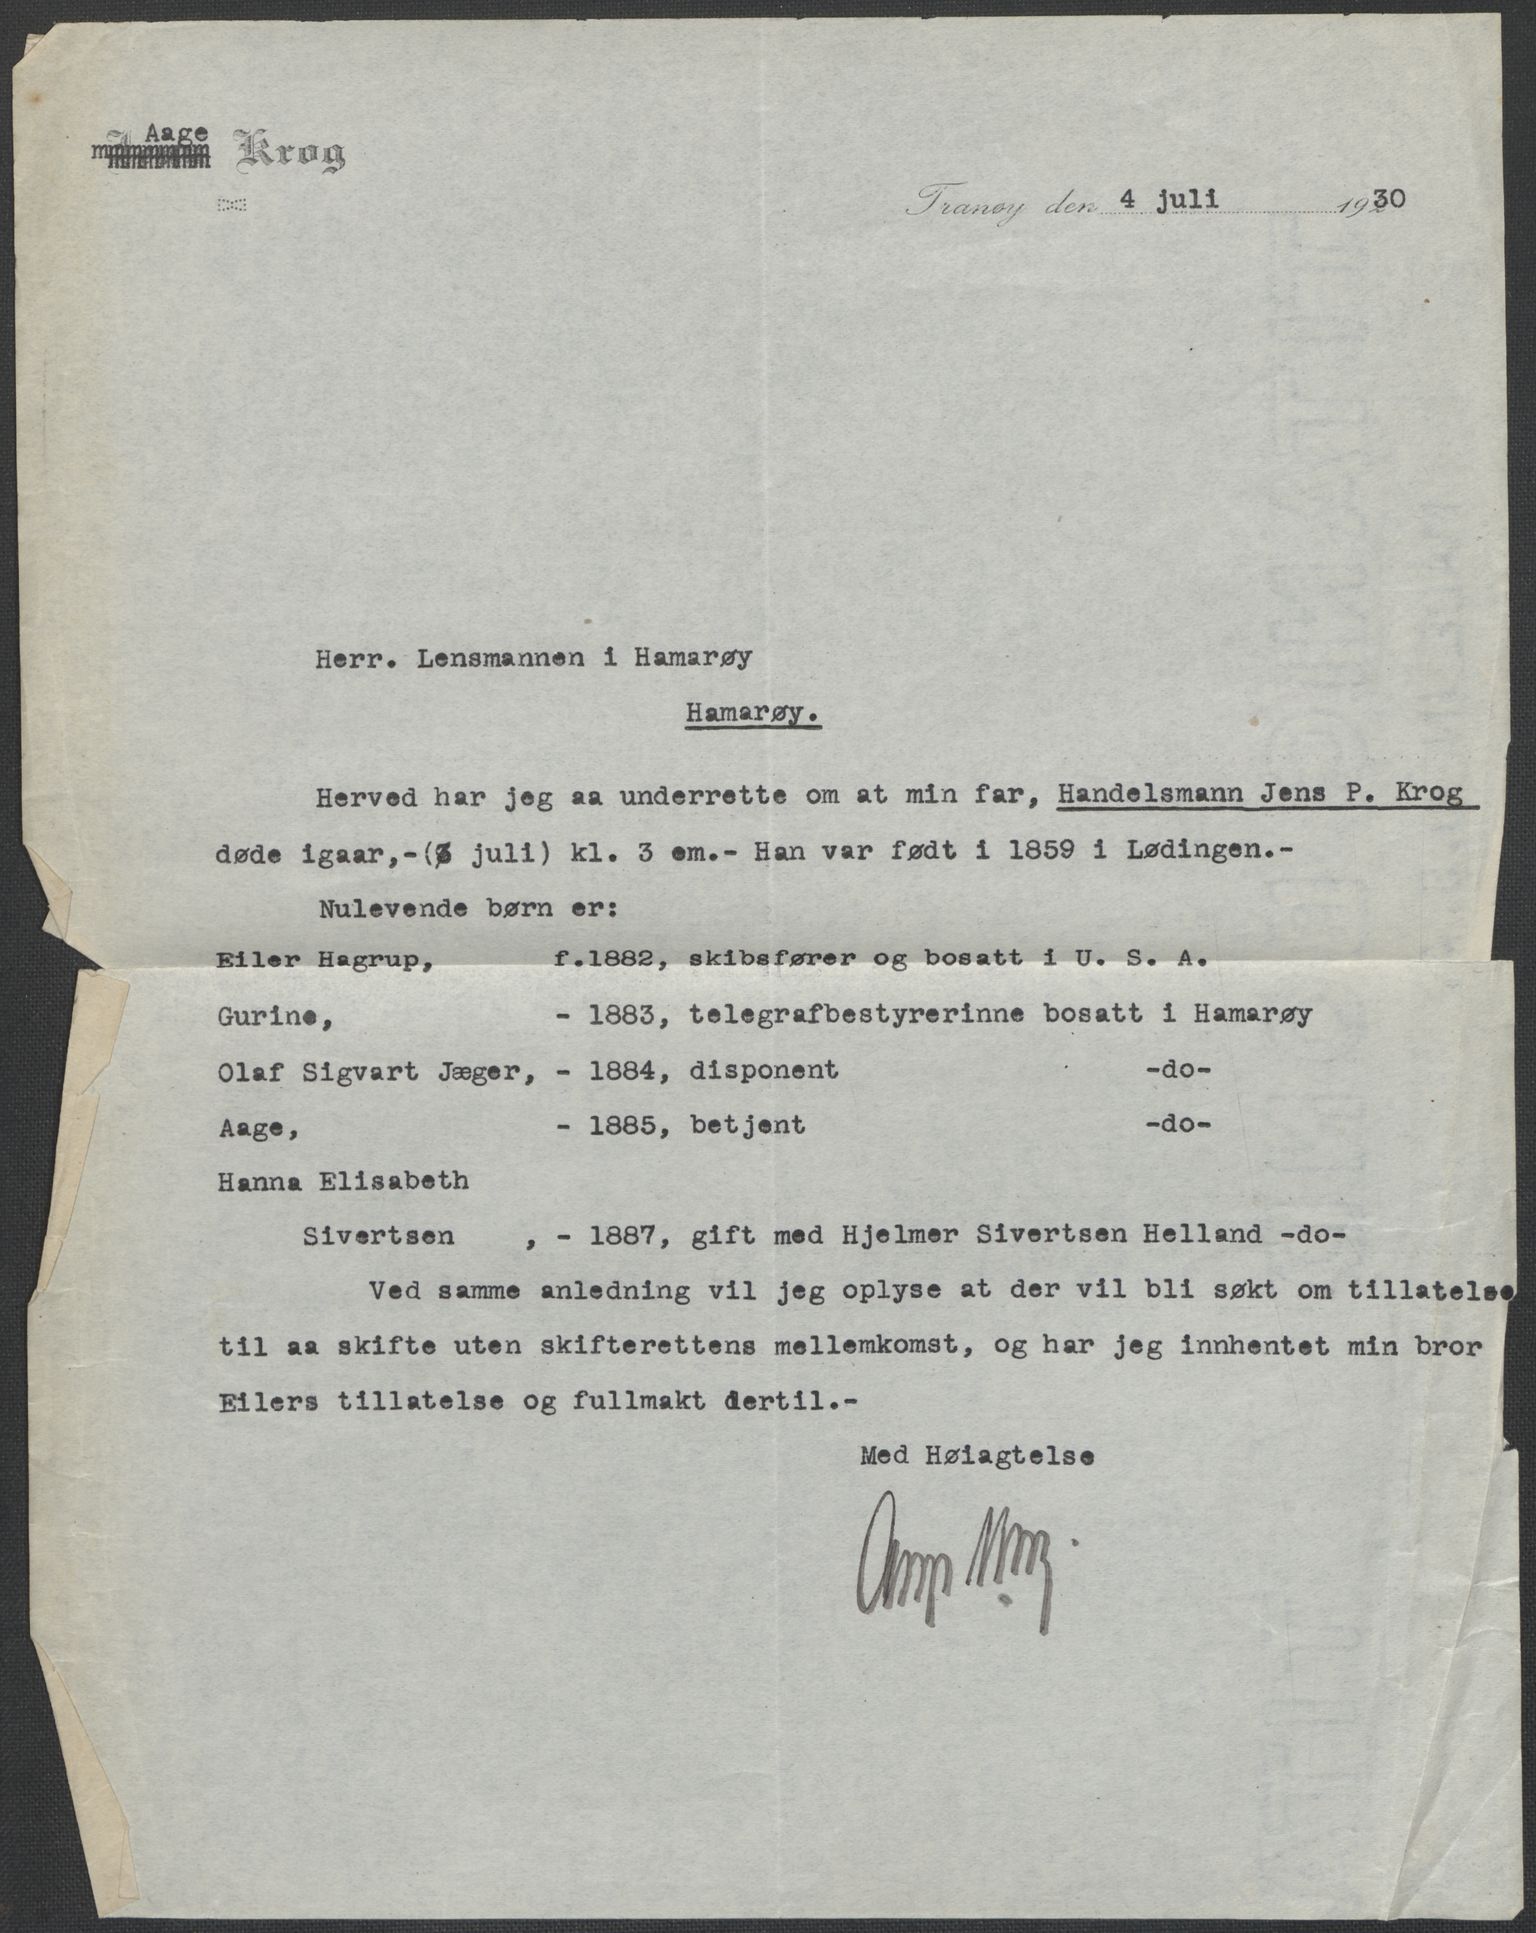 Aage Krog
Tranøy den 4 juli 1930
Herr. Lensmannen i Hamarøy
Hamarøy.
Herved har jeg aa underrette om at min far, Handelsmann Jens P. Krog
døde igaar,-(3 juli) kl. 3 em.- Han var født i 1859 i Lødingen.-
Nulevende børn er:
Eiler Hagrup, f.1882, skibsfører og bosatt i U. S. A.
Gurine, - 1883, telegrafbestyrerinne bosatt i Hamarøy
Olaf Sigvart Jæger, - 1884, disponent -do-
Aage, - 1885, betjent -do-
Hanna Elisabeth
Sivertsen , - 1887, gift med Hjelmer Sivertsen Helland -do-
Ved samme anledning vil jeg oplyse at der vil bli søkt om tillatelse
til aa skifte uten skifterettens mellemkomst, og har jeg innhentet min bror
Eilers tillatelse og fullmakt dertil.-
Med Høiagtelse
Aage Krog.